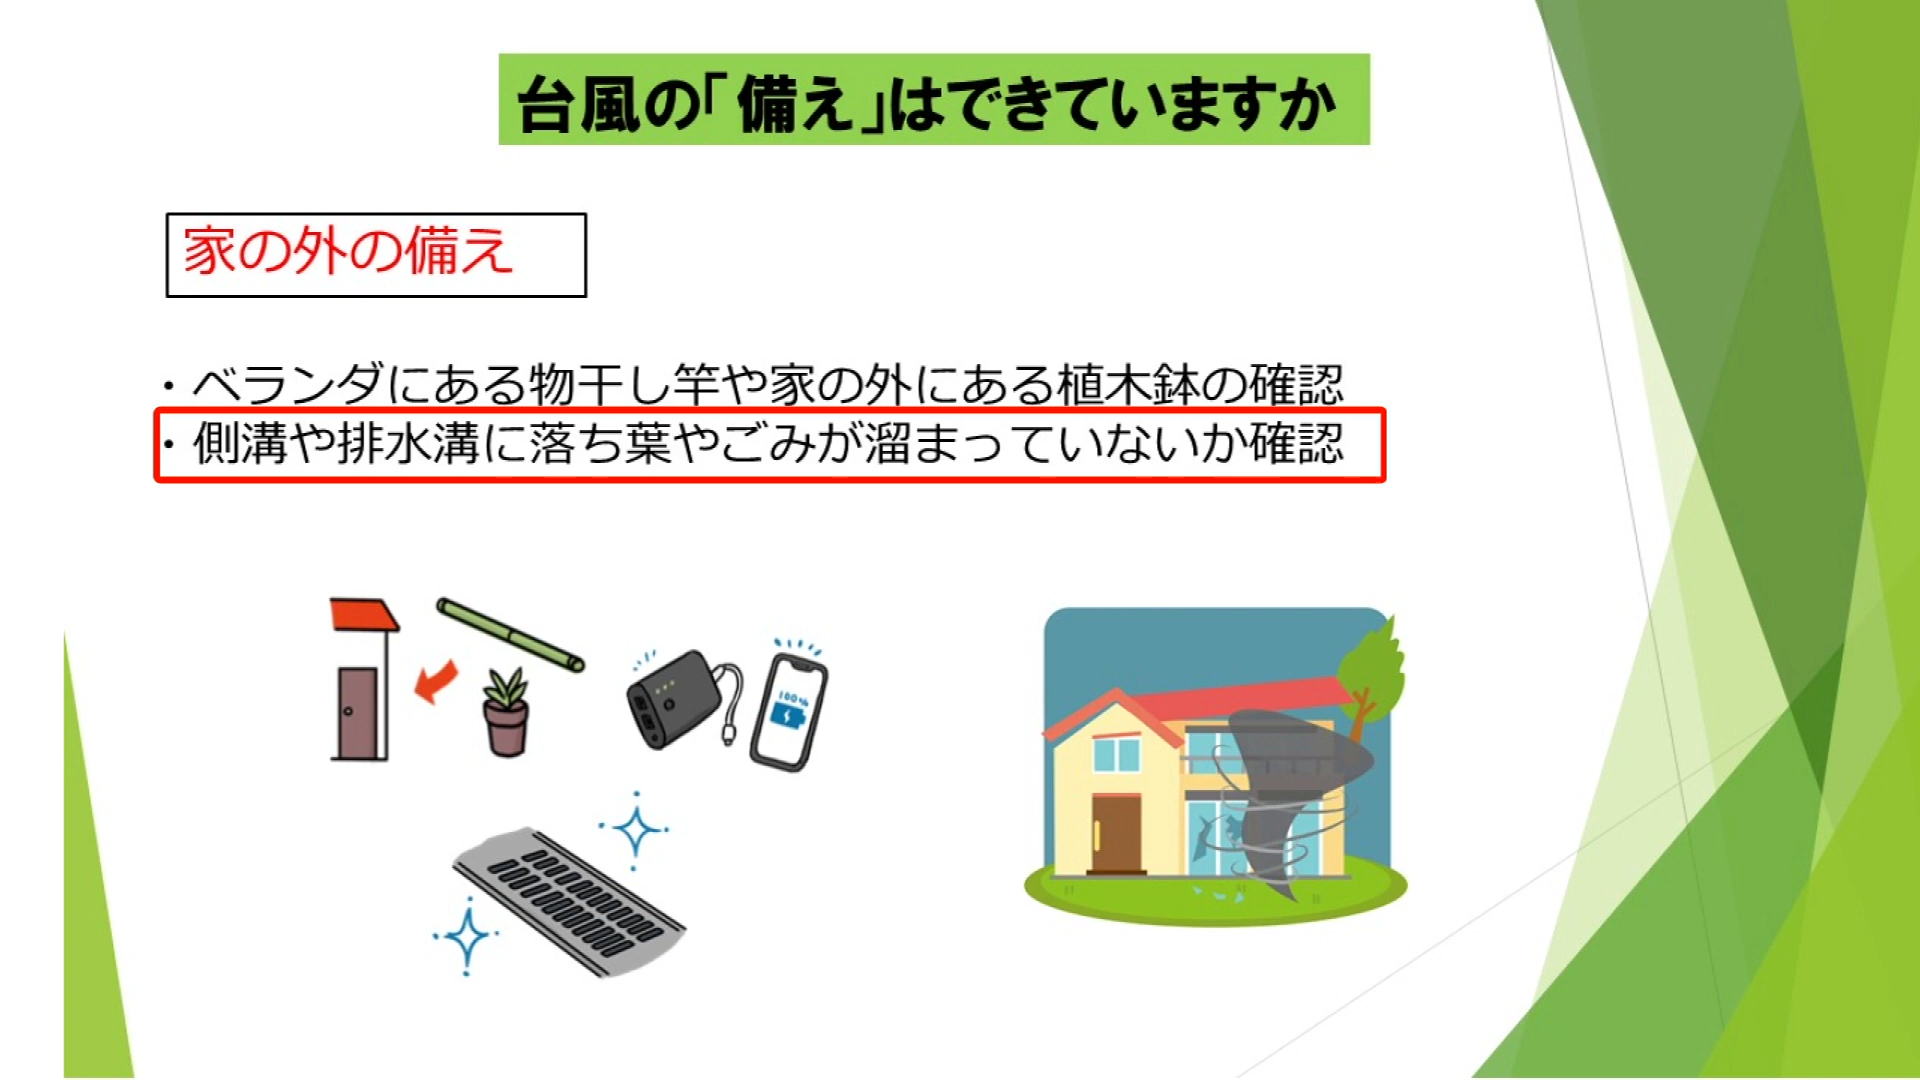 台風の「備え」はできていますか
家の外の備え
・ベランダにある物干し竿や家の外にある植木鉢の確認
・側溝や排水溝に落ち葉やごみが溜まっていないか確認
100%